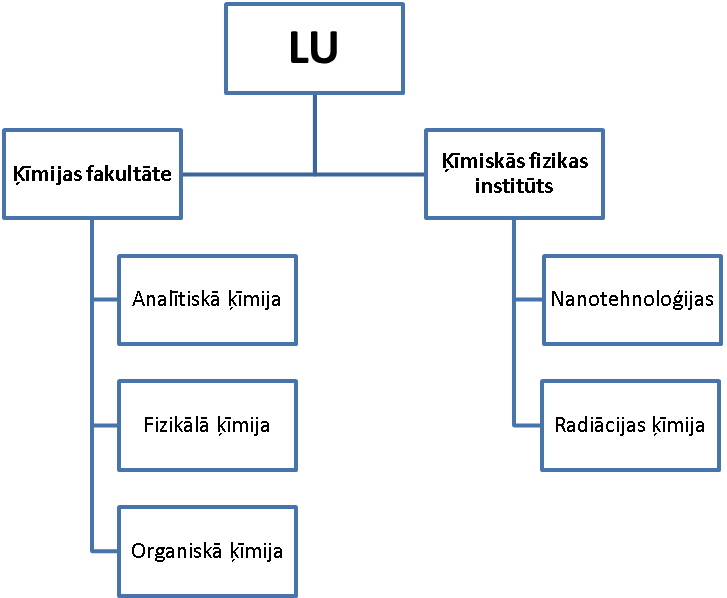 LU
Ķīmijas fakultāte
Ķīmiskās fizikas
institūts
Analītiskā ķīmija
Nanotehnoloģijas
Fizikālā ķīmija
Radiācijas ķīmija
Organiskā ķīmija